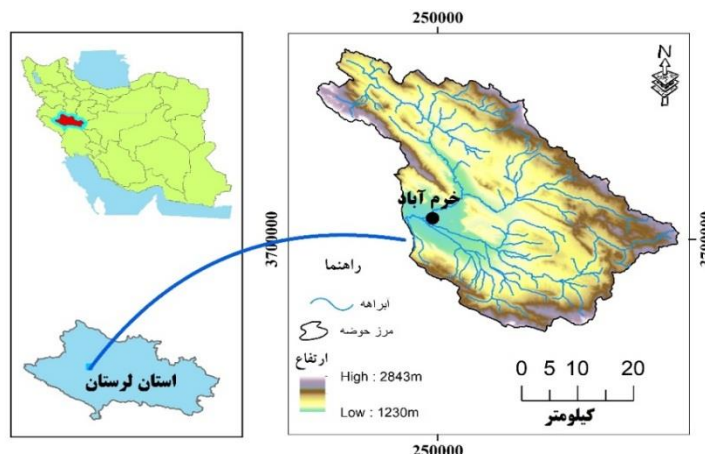 250000
N
خرم آباد
3700000
3700000
راهنما
ابراهه
مرز حوضه
ارتفاع
High : 2843m
Low : 1230m
0 5 10 20
کیلومتر
استان لرستان
250000